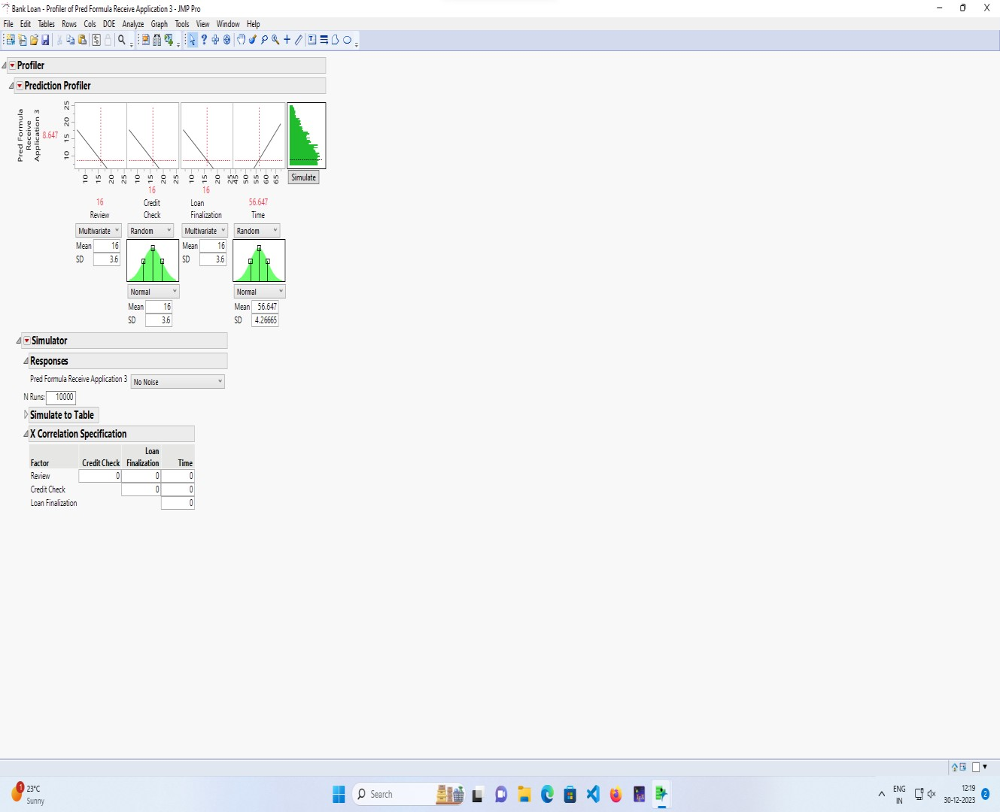 Bank Loan - Profiler of Pred Formula Receive Application 3 - JMP Pro
File Edit Tables Rows Cols DOE Analyze Graph Tools View Window Help
Profiler
Prediction Profiler
Pred Formula
Receive
Application 3
8.647
25
20
15
10
10 15 20 25 10 15 20 25 10 15 20 25 45 50 55 60 65
Simulate
16 16
16 Credit Loan 56.647
Review Check Finalization Time
Multivariate Random Multivariate Random
Mean 16 Mean 16
SD 3.6 SD 3.6
Normal Normal
Mean 16 Mean 56.647
SD 3.6 SD 4.26665
Simulator
Responses
Pred Formula Receive Application 3 No Noise
N Runs: 10000
Simulate to Table
X Correlation Specification
Loan
Factor Credit Check Finalization Time
Review 0 0 0
Credit Check 0 0
Loan Finalization 0
1
23°C
Sunny
Search
ENG
IN
12:19
30-12-2023
2